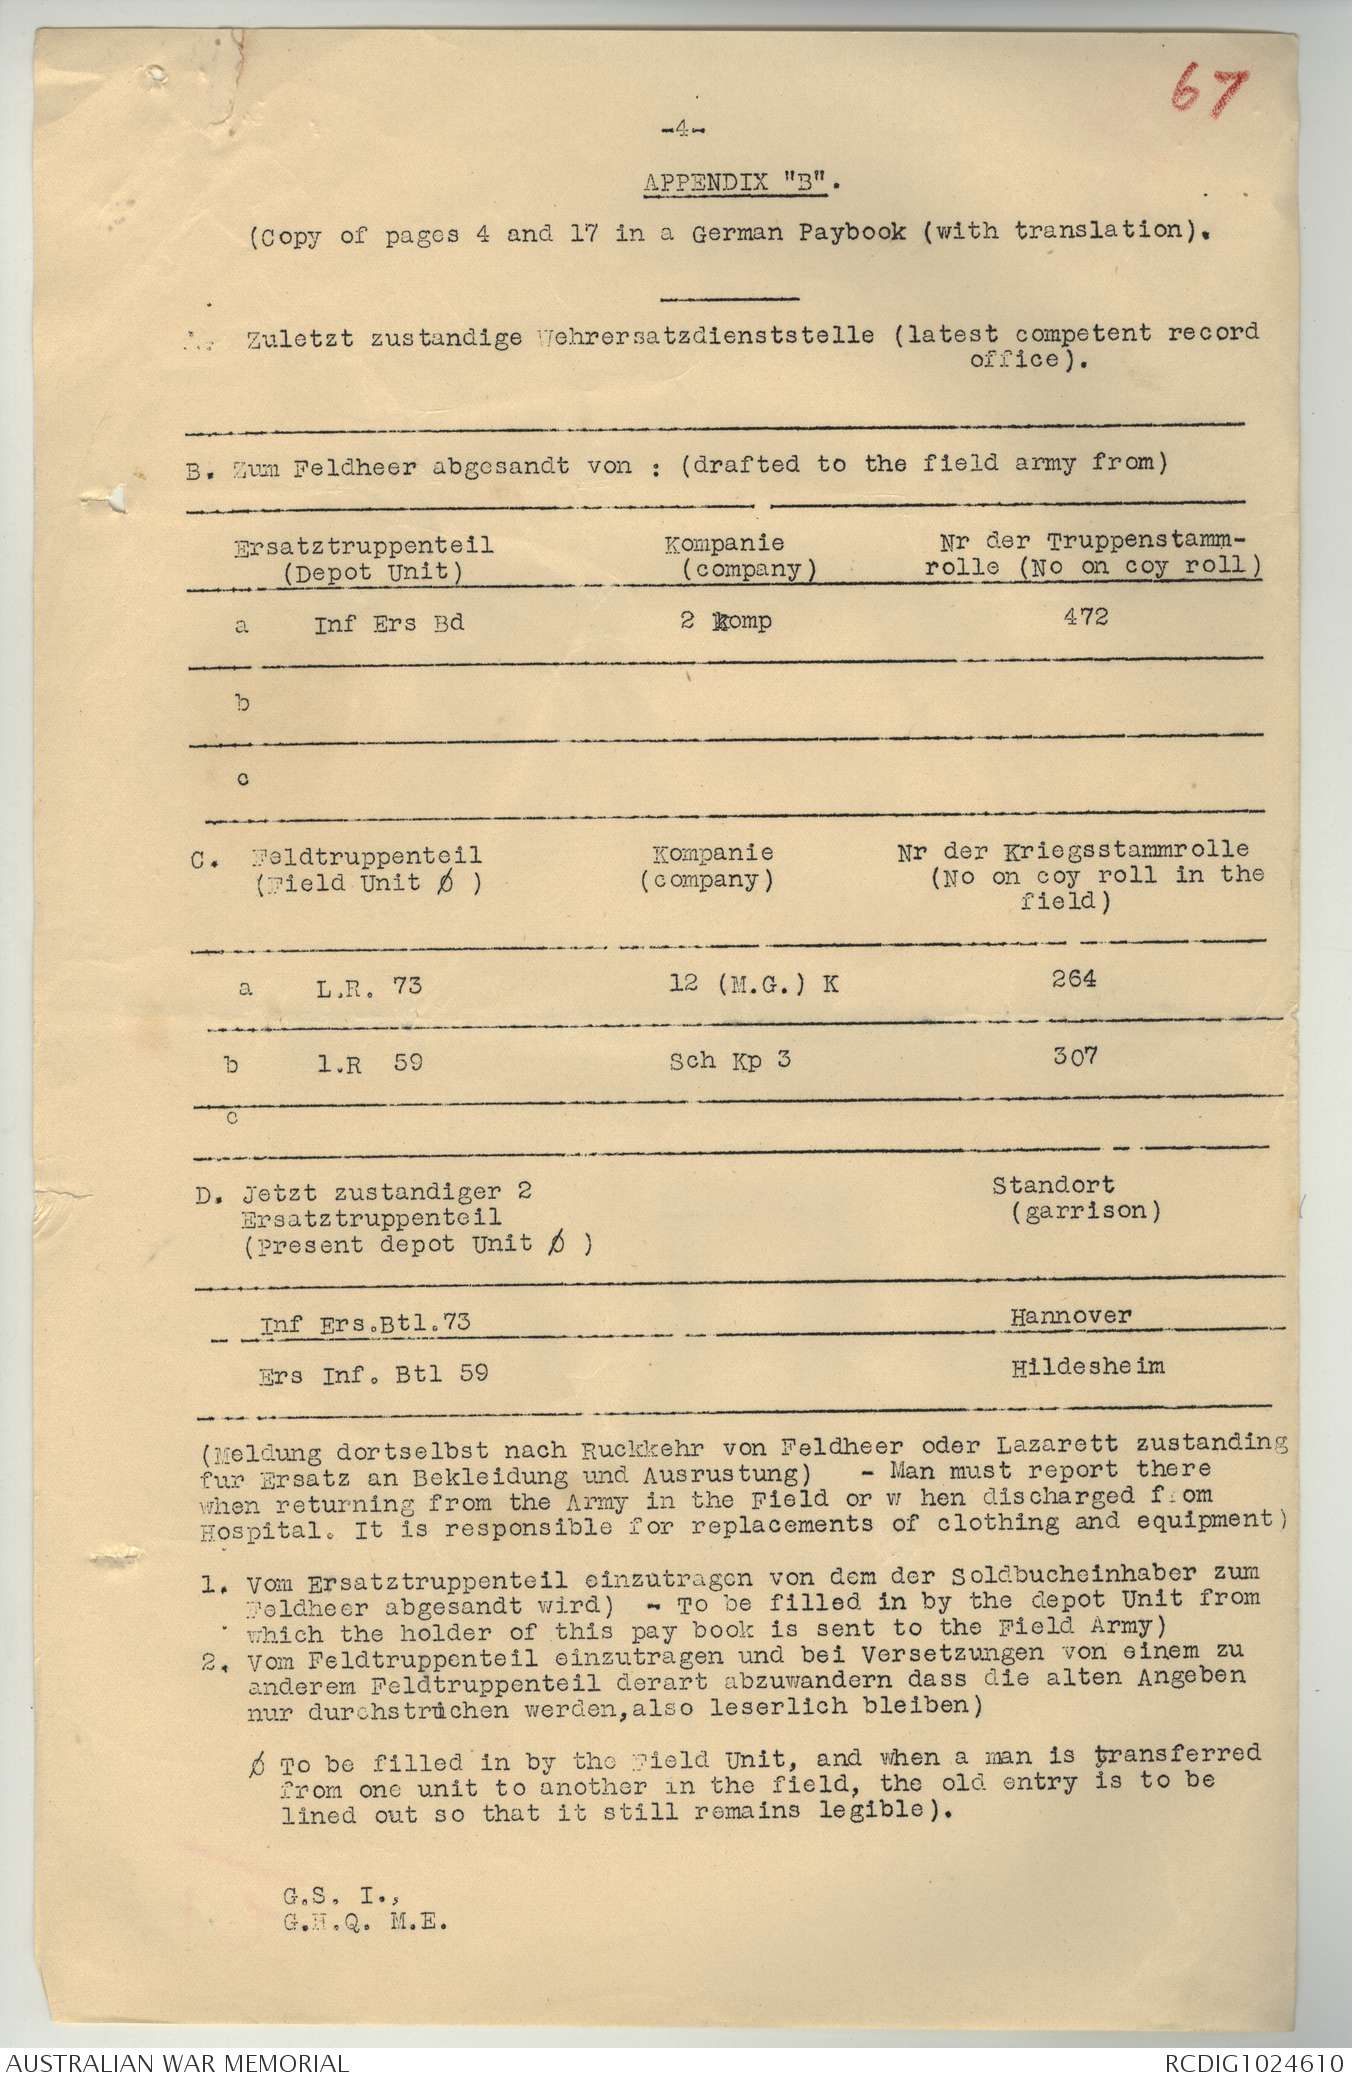 67
-4-
APPENDIX "B".
(Copy of pages 4 and 17 in a German Paybook (with translation).
A. Zuletzt zustandige Wehrersatzdienststelle (latest competent record
office).
B. Zum Feldheer abgesandt von : (drafted to the field army from)
Ersatztruppenteil Kompanie Nr der Truppenstamm-
(Depot Unit) (company) rolle (No on coy roll)
a Inf Ers Bd 2 komp 472
b
c
C. Feldtruppenteil Kompanie Nr der Kriegsstammrolle
(Field Unit ø ) (company) (No on coy roll in the
field)
a L.R. 73 12 (M.G.) K 264
b l.R 59 Sch Kp 3 307
c
D. Jetzt zustandiger 2 Standort
Ersatztruppenteil (garrison)
(Present depot Unit ø )
Inf Ers.Btl.73 Hannover
Ers Inf. Btl 59 Hildesheim
(Meldung dortselbst nach Ruckkehr von Feldheer oder Lazarett zustanding
fur Ersatz an Bekleidung und Ausrustung) - Man must report there
when returning from the Army in the Field or w hen discharged from
Hospital. It is responsible for replacements of clothing and equipment)
1. Vom Ersatztruppenteil einzutragen von dem der Soldbucheinhaber zum
Feldheer abgesandt wird) - To be filled in by the depot Unit from
which the holder of this pay book is sent to the Field Army)
2. Vom Feldtruppenteil einzutragen und bei Versetzungen von einem zu
anderem Feldtruppenteil derart abzuwandern dass die alten Angeben
nur durchstruchen werden,also leserlich bleiben)
ø To be filled in by the Field Unit, and when a man is transferred
from one unit to another in the field, the old entry is to be
lined out so that it still remains legible).
G.S. I.,
G.H.Q. M.E.
AUSTRALIAN WAR MEMORIAL RCDIG1024610